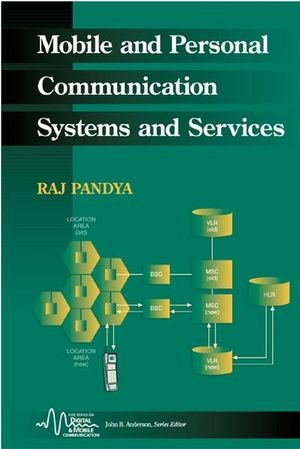 Mobile and Personal
Communication
Systems and Services
RAJ PANDYA
LOCATION
AREA
(old)
VLR
(old)
BSC
MSC
(old)
HLR
BSC
MSC
(new)
LOCATION
AREA
(new)
VLR
(new)
IEEE SERIES ON
DIGITAL
& MOBILE
COMMUNICATION
John B. Anderson, Series Editor